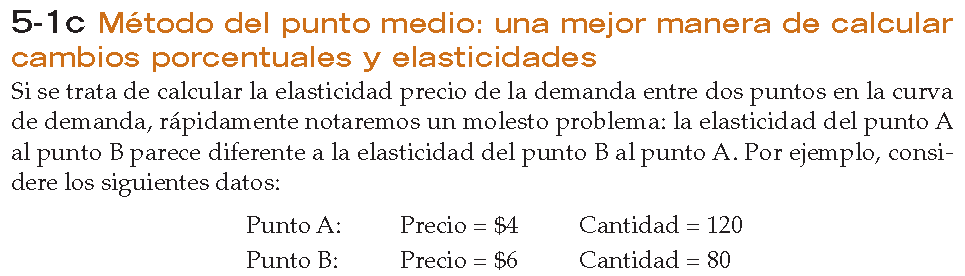 5-1c Método del punto medio: una mejor manera de calcular
cambios porcentuales y elasticidades
Si se trata de calcular la elasticidad precio de la demanda entre dos puntos en la curva
de demanda, rápidamente notaremos un molesto problema: la elasticidad del punto A
al punto B parece diferente a la elasticidad del punto B al punto A. Por ejemplo, consi-
dere los siguientes datos:
Punto A: Precio = $4 Cantidad = 120
Punto B: Precio = $6 Cantidad = 80